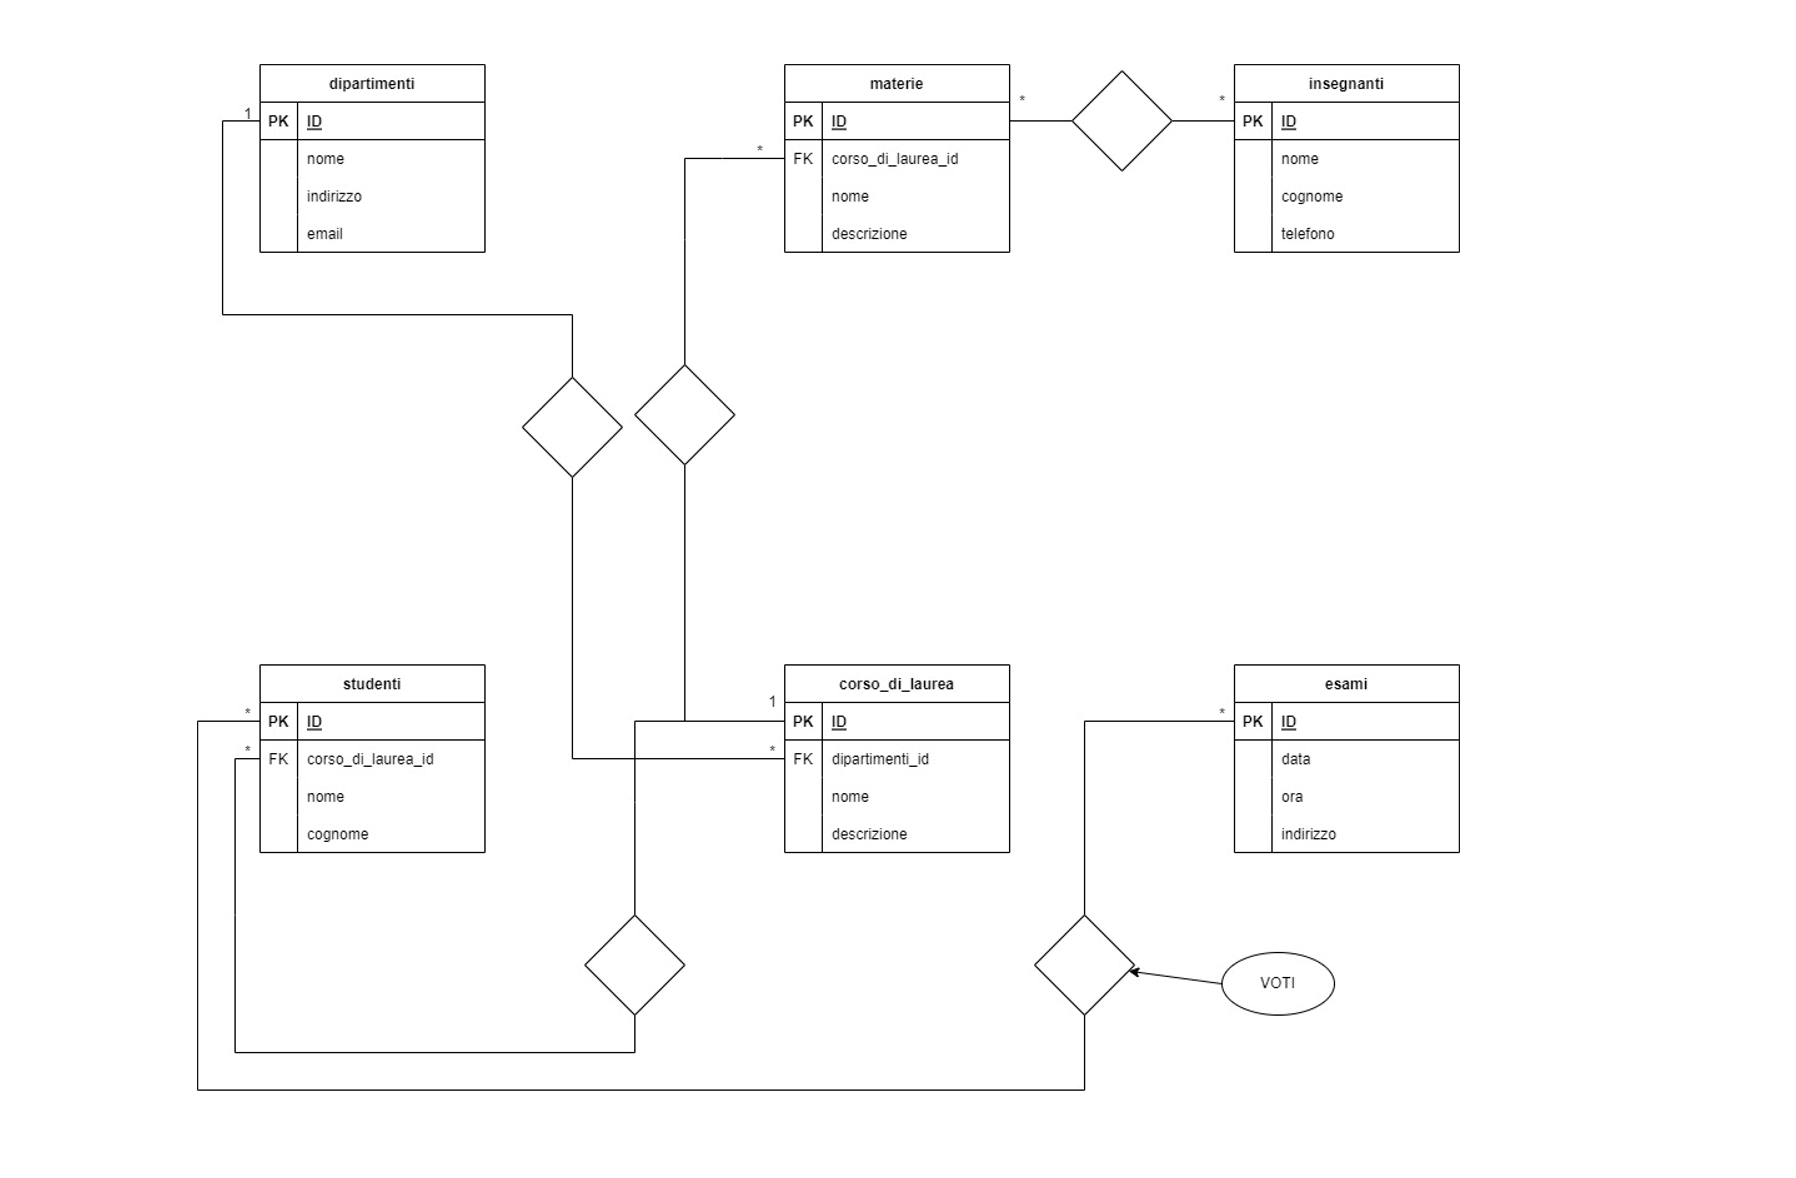 dipartimenti
1
PK ID
nome
indirizzo
email
materie
PK ID
*
FK corso_di_laurea_id
nome
descrizione
*
*
insegnanti
PK ID
nome
cognome
telefono
studenti
*
PK ID
*
FK corso_di_laurea_id
nome
cognome
corso_di_laurea
1
PK ID
*
FK dipartimenti_id
nome
descrizione
esami
*
PK ID
data
ora
indirizzo
VOTI